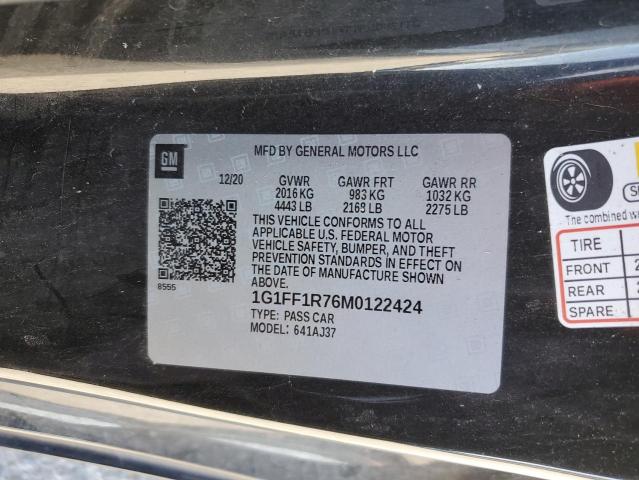 GM
MFD BY GENERAL MOTORS LLC
12/20 GVWR GAWR FRT GAWR RR
2016 KG 983 KG 1032 KG
4443 LB 2168 LB 2275 LB
THIS VEHICLE CONFORMS TO ALL
APPLICABLE U.S. FEDERAL MOTOR
VEHICLE SAFETY, BUMPER, AND THEFT
PREVENTION STANDARDS IN EFFECT ON
THE DATE OF MANUFACTURE SHOWN
ABOVE.
8555
1G1FF1R76M0122424
TYPE: PASS CAR
MODEL: 641AJ37
The combined
TIRE
FRONT 2
REAR 3
SPARE